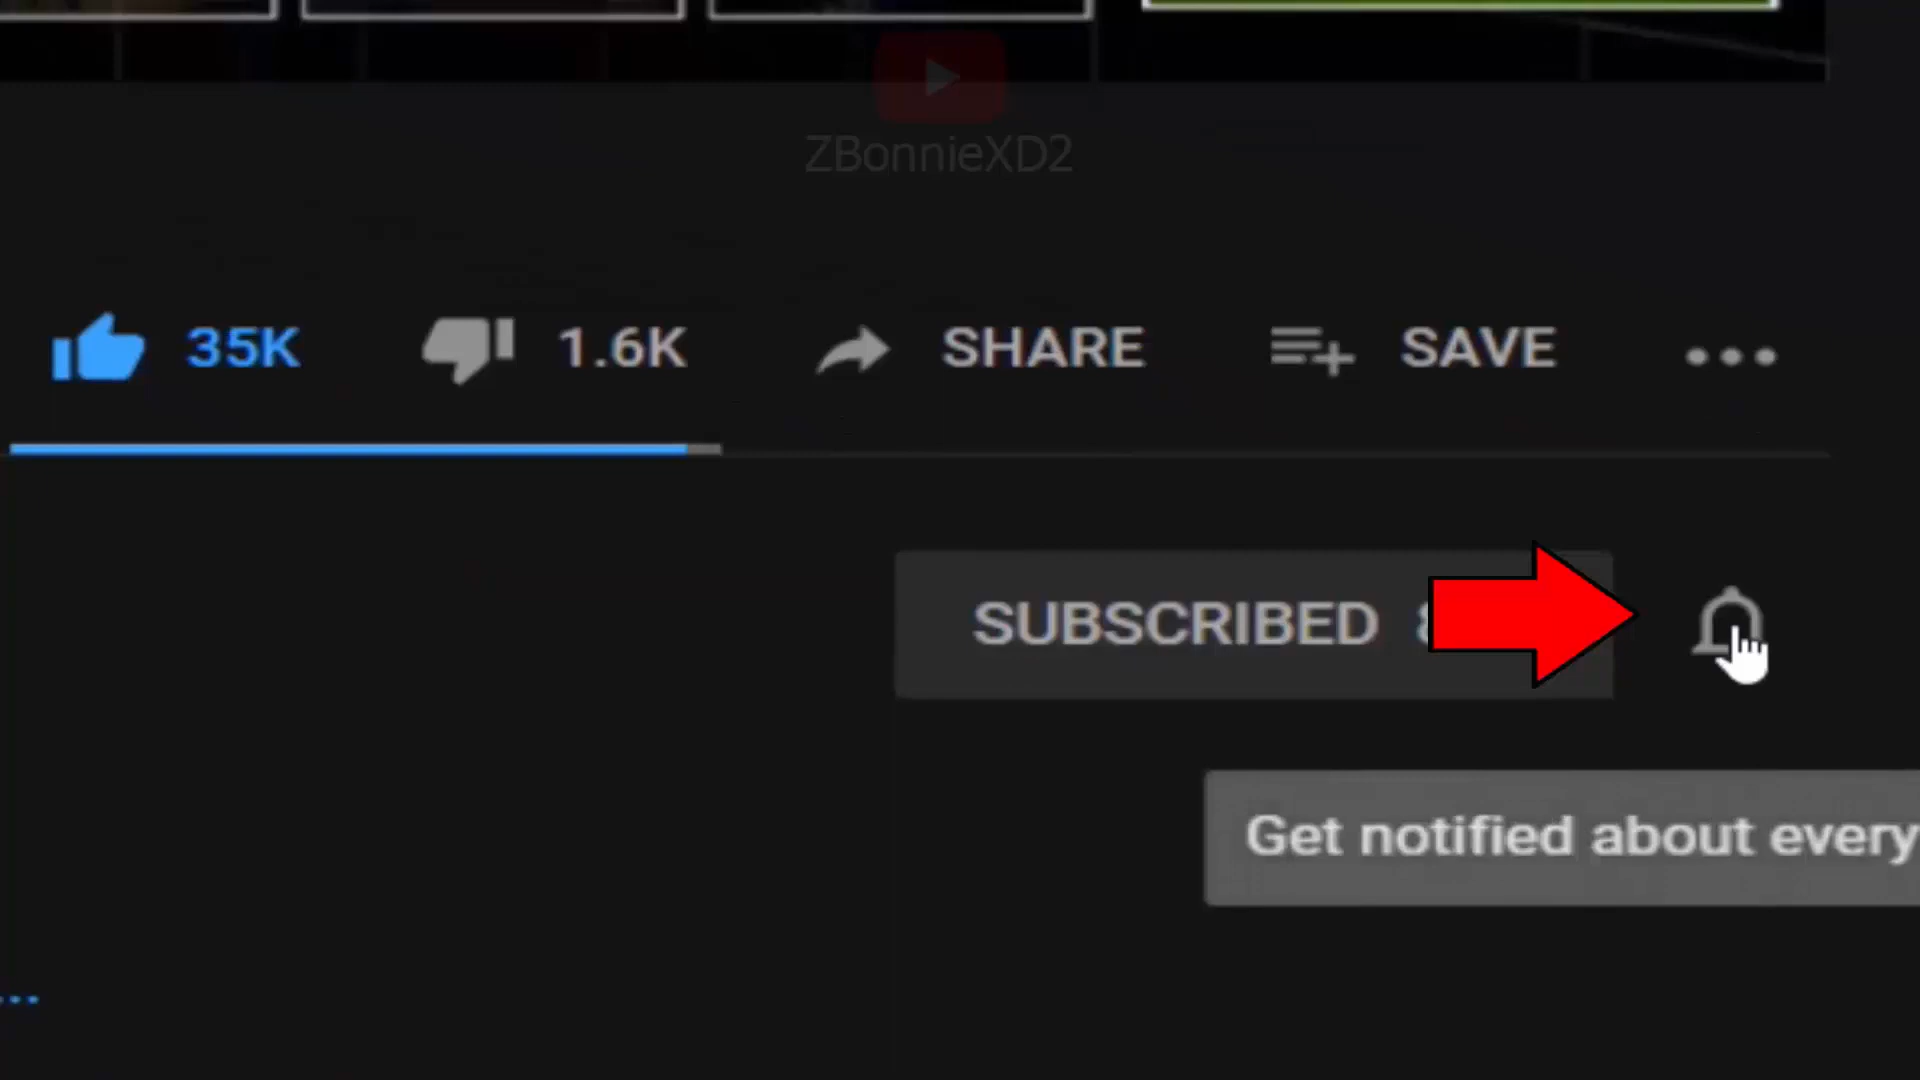 ZBonnieXD2
35K 1.6K SHARE SAVE
SUBSCRIBED
Get notified about every